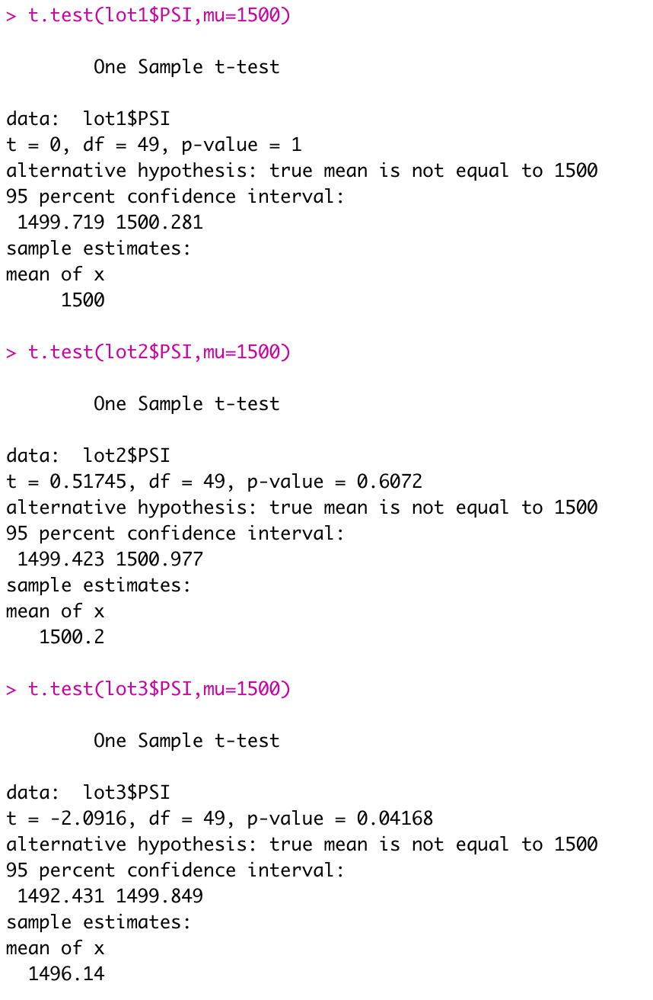 > t.test(lot1$PSI,mu=1500)
One Sample t-test
data:  lot1$PSI
t = 0, df = 49, p-value = 1
alternative hypothesis: true mean is not equal to 1500
95 percent confidence interval:
1499.719 1500.281
sample estimates:
mean of x
1500
> t.test(lot2$PSI,mu=1500)
One Sample t-test
data:  lot2$PSI
t = 0.51745, df = 49, p-value = 0.6072
alternative hypothesis: true mean is not equal to 1500
95 percent confidence interval:
1499.423 1500.977
sample estimates:
mean of x
1500.2
> t.test(lot3$PSI,mu=1500)
One Sample t-test
data:  lot3$PSI
t = -2.0916, df = 49, p-value = 0.04168
alternative hypothesis: true mean is not equal to 1500
95 percent confidence interval:
1492.431 1499.849
sample estimates:
mean of x
1496.14